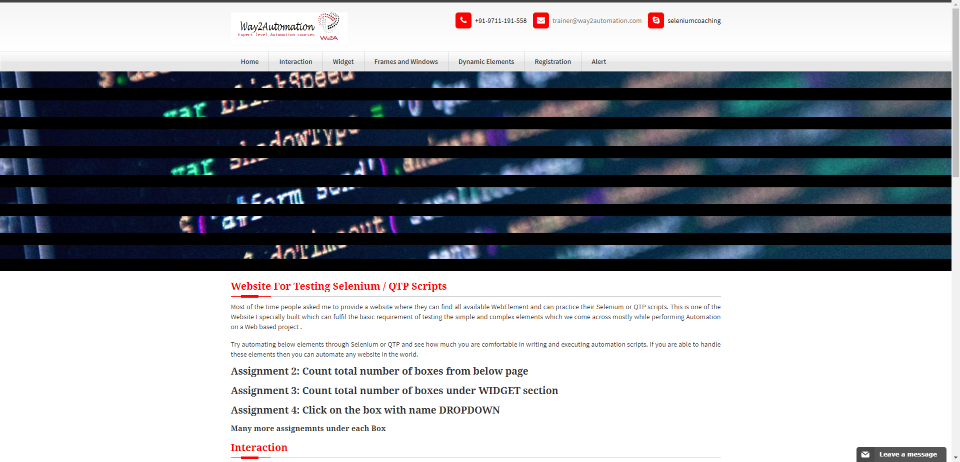 Way2Automation
Expert level Automation courses
W2A
+91-9711-191-558
trainer@way2automation.com
seleniumcoaching
Home
Interaction
Widget
Frames and Windows
Dynamic Elements
Registration
Alert
var blinkSpeed
var shadowType =
var
doTimeout
Website For Testing Selenium / QTP Scripts
Most of the time people asked me to provide a website where they can find all available WebElement and can practice their Selenium or QTP scripts. This is one of the
Website I specially built which can fulfil the basic requirement of testing the simple and complex elements which we come across mostly while performing Automation
on a Web based project .
Try automating below elements through Selenium or QTP and see how much you are comfortable in writing and executing automation scripts. If you are able to handle
these elements then you can automate any website in the world.
Assignment 2: Count total number of boxes from below page
Assignment 3: Count total number of boxes under WIDGET section
Assignment 4: Click on the box with name DROPDOWN
Many more assignemnts under each Box
Interaction
Leave a message